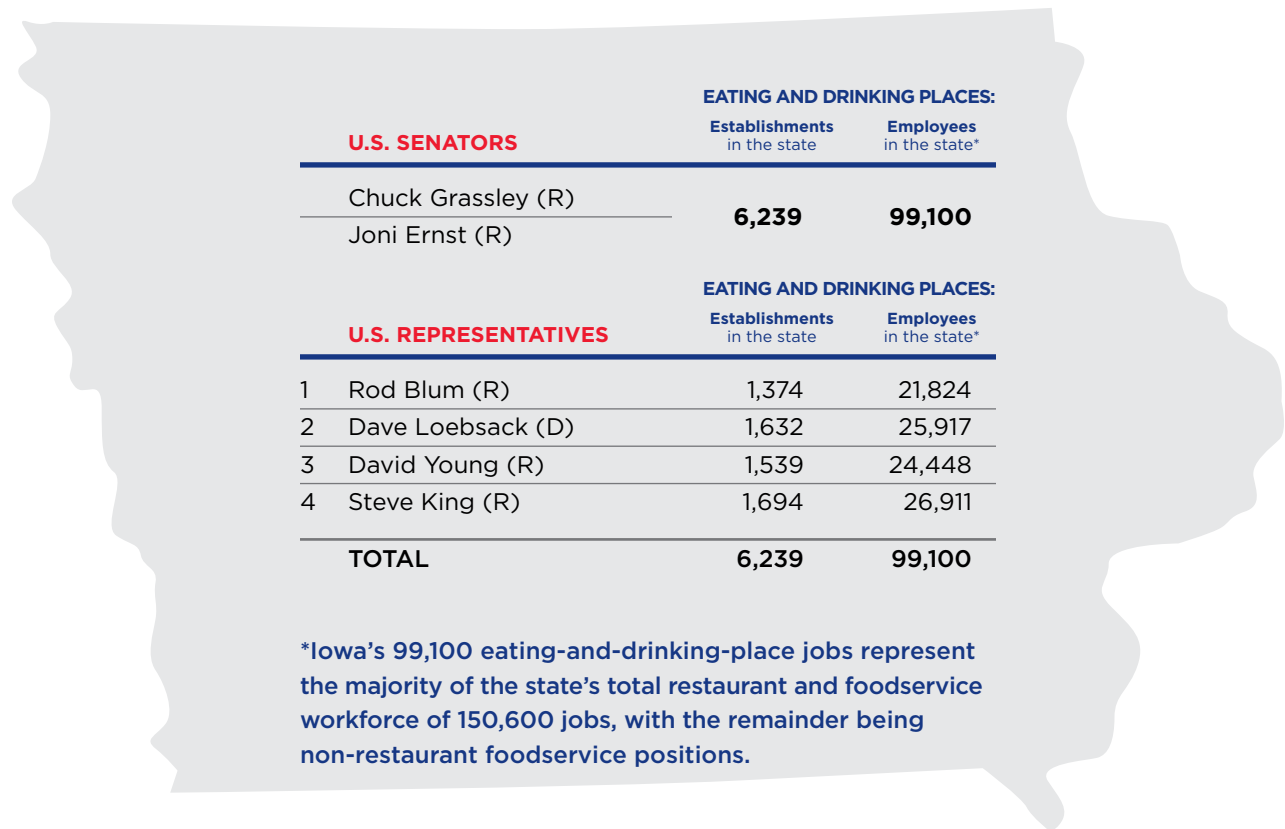 EATING AND DRINKING PLACES:
U.S. SENATORS Establishments in the state Employees in the state*
Chuck Grassley (R)
6,239 99,100
Joni Ernst (R)
EATING AND DRINKING PLACES:
U.S. REPRESENTATIVES Establishments in the state Employees in the state*
1 Rod Blum (R) 1,374 21,824
2 Dave Loebsack (D) 1,632 25,917
3 David Young (R) 1,539 24,448
4 Steve King (R) 1,694 26,911
TOTAL 6,239 99,100
*Iowa’s 99,100 eating-and-drinking-place jobs represent
the majority of the state’s total restaurant and foodservice
workforce of 150,600 jobs, with the remainder being
non-restaurant foodservice positions.